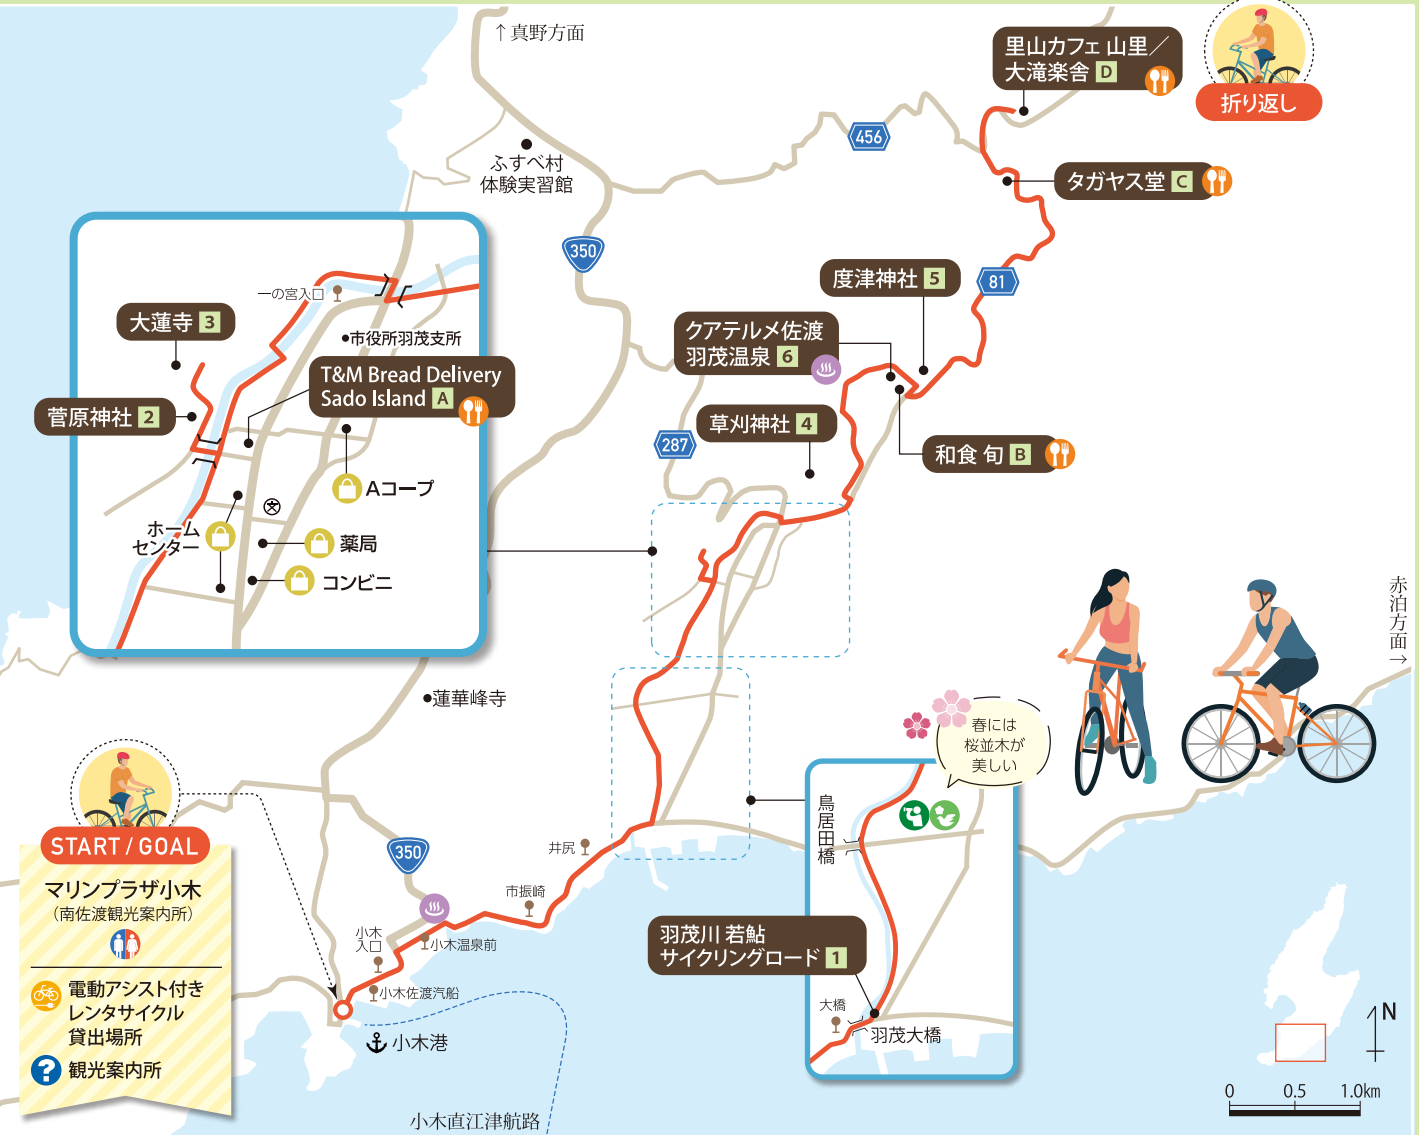 ↑真野方面
里山カフェ 山里／
大滝楽舎 D
折り返し
456
ふすべ村
体験実習館
タガヤス堂 C
350
度津神社 5
81
クアテルメ佐渡
羽茂温泉 6
草刈神社 4
287
和食 旬 B
一の宮入口
大蓮寺 3
●市役所羽茂支所
T&M Bread Delivery
Sado Island A
菅原神社 2
Aコープ
文
ホーム
センター
薬局
コンビニ
赤泊方面→
●蓮華峰寺
春には
桜並木が
美しい
START / GOAL
マリンプラザ小木
（南佐渡観光案内所）
電動アシスト付き
レンタサイクル
貸出場所
? 観光案内所
350
井尻
市振崎
小木
入口
小木温泉前
小木佐渡汽船
小木港
小木直江津航路
鳥居田橋
羽茂川 若鮎
サイクリングロード 1
大橋
羽茂大橋
N
0 0.5 1.0km